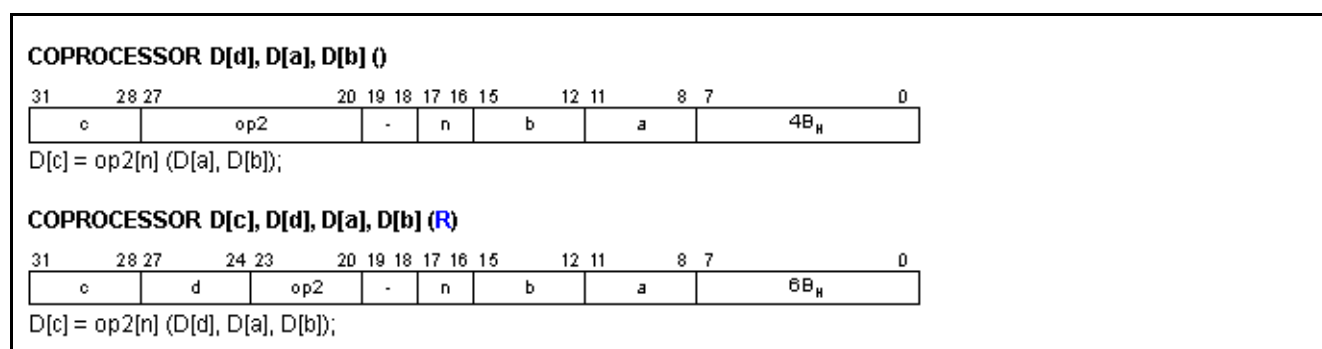 COPROCESSOR D[d], D[a], D[b] ()
31 28 27 20 19 18 17 16 15 12 11 8 7 0
c op2 - n b a 4BH
D[c] = op2[n] (D[a], D[b]);
COPROCESSOR D[c], D[d], D[a], D[b] (R)
31 28 27 24 23 20 19 18 17 16 15 12 11 8 7 0
c d op2 - n b a 6BH
D[c] = op2[n] (D[d], D[a], D[b]);